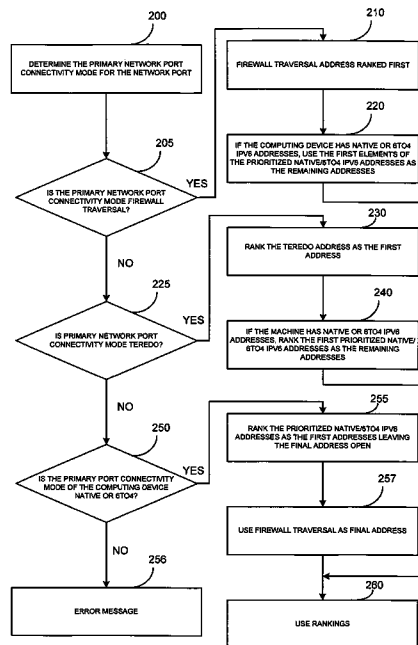 200
DETERMINE THE PRIMARY NETWORK PORT
CONNECTIVITY MODE FOR THE NETWORK PORT
210
FIREWALL TRAVERSAL ADDRESS RANKED FIRST
220
IF THE COMPUTING DEVICE HAS NATIVE OR 6TO4
IPV6 ADDRESSES, USE THE FIRST ELEMENTS OF
THE PRIORITIZED NATIVE/6TO4 IPV6 ADDRESSES AS
THE REMAINING ADDRESSES
205
IS THE PRIMARY NETWORK PORT
CONNECTIVITY MODE FIREWALL
TRAVERSAL?
YES
NO
230
RANK THE TEREDO ADDRESS AS THE FIRST
ADDRESS
225
IS PRIMARY NETWORK PORT
CONNECTIVITY MODE TEREDO?
YES
NO
240
IF THE MACHINE HAS NATIVE OR 6TO4 IPV6
ADDRESSES, RANK THE FIRST PRIORITIZED NATIVE/
6TO4 IPV6 ADDRESSES AS THE REMAINING
ADDRESSES
250
IS THE PRIMARY PORT CONNECTIVITY
MODE OF THE COMPUTING DEVICE
NATIVE OR 6TO4?
YES
NO
255
RANK THE PRIORITIZED NATIVE/6TO4 IPV6
ADDRESSES AS THE FIRST ADDRESSES LEAVING
THE FINAL ADDRESS OPEN
257
USE FIREWALL TRAVERSAL AS FINAL ADDRESS
256
ERROR MESSAGE
260
USE RANKINGS